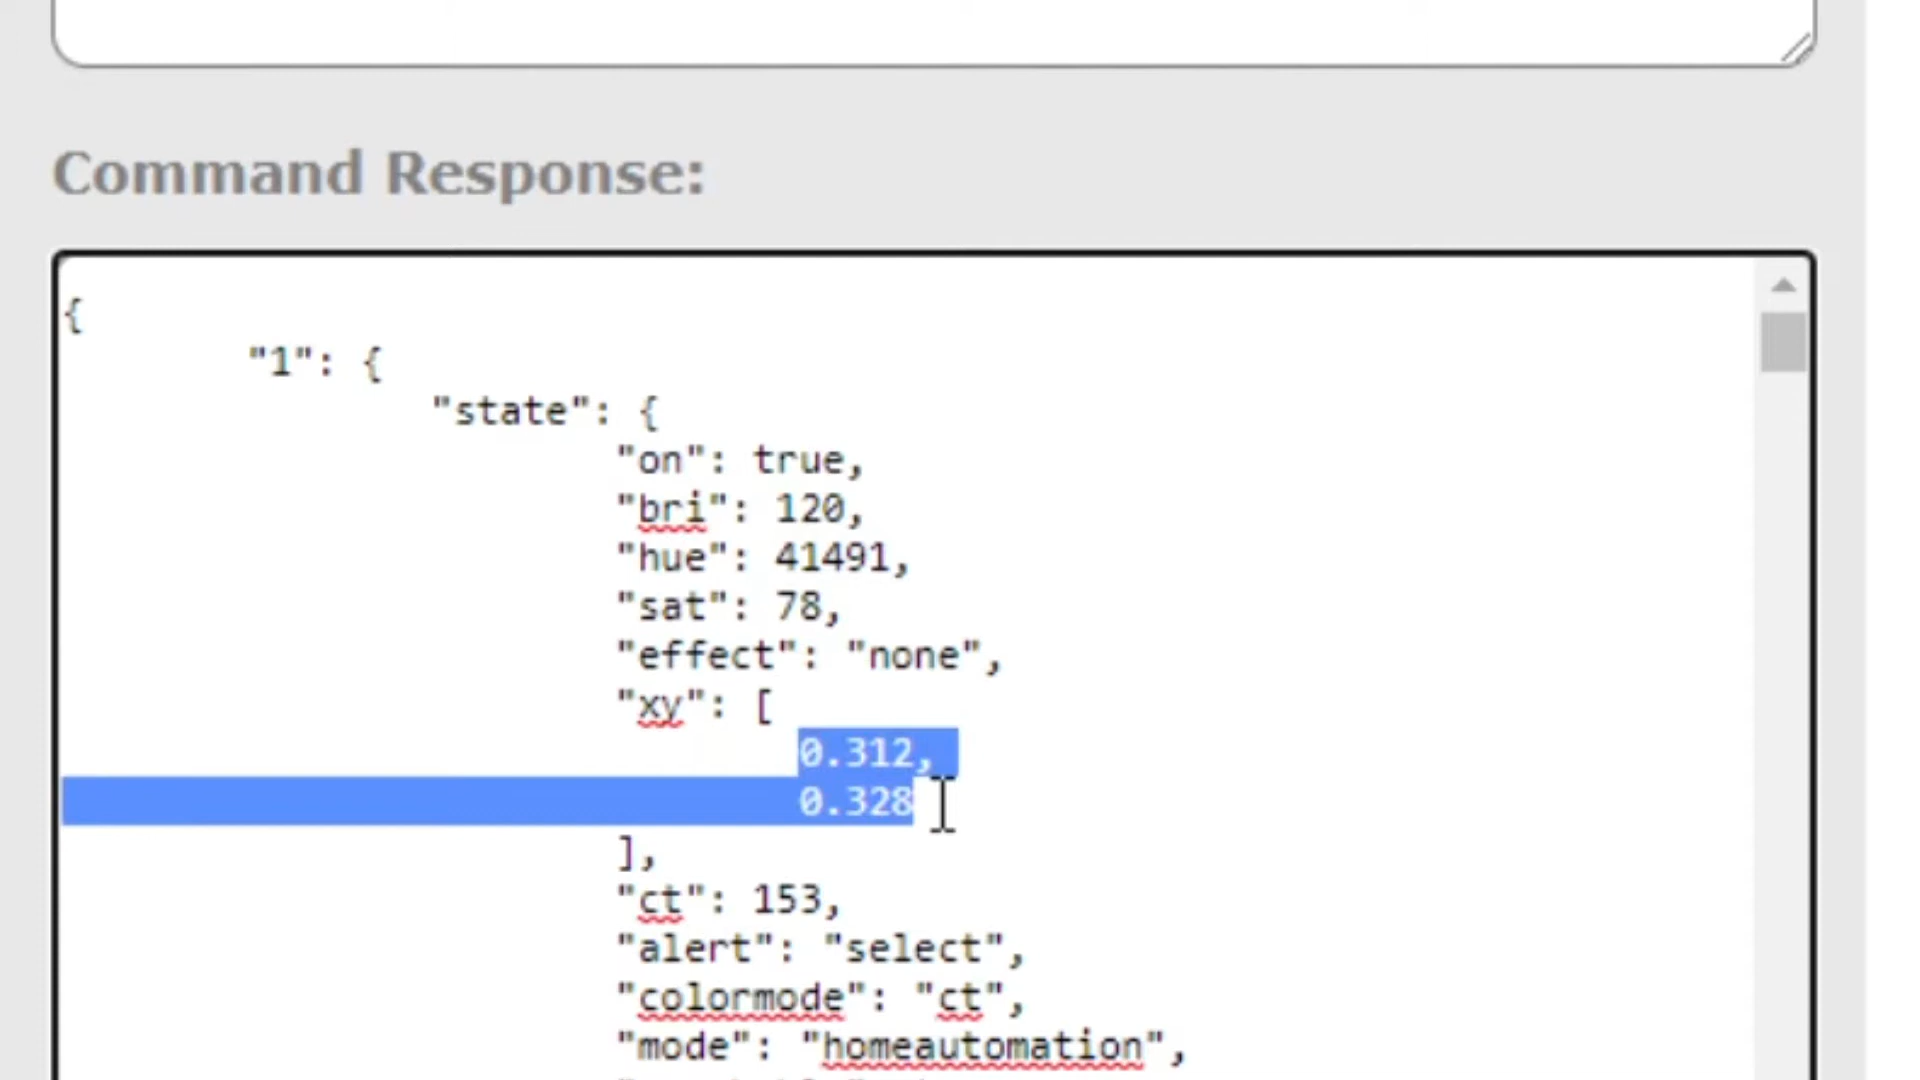 Command Response:
{
"1": {
"state": {
"on": true,
"bri": 120,
"hue": 41491,
"sat": 78,
"effect": "none",
"xy": [
0.312,
0.328
],
"ct": 153,
"alert": "select",
"colormode": "ct",
"mode": "homeautomation",